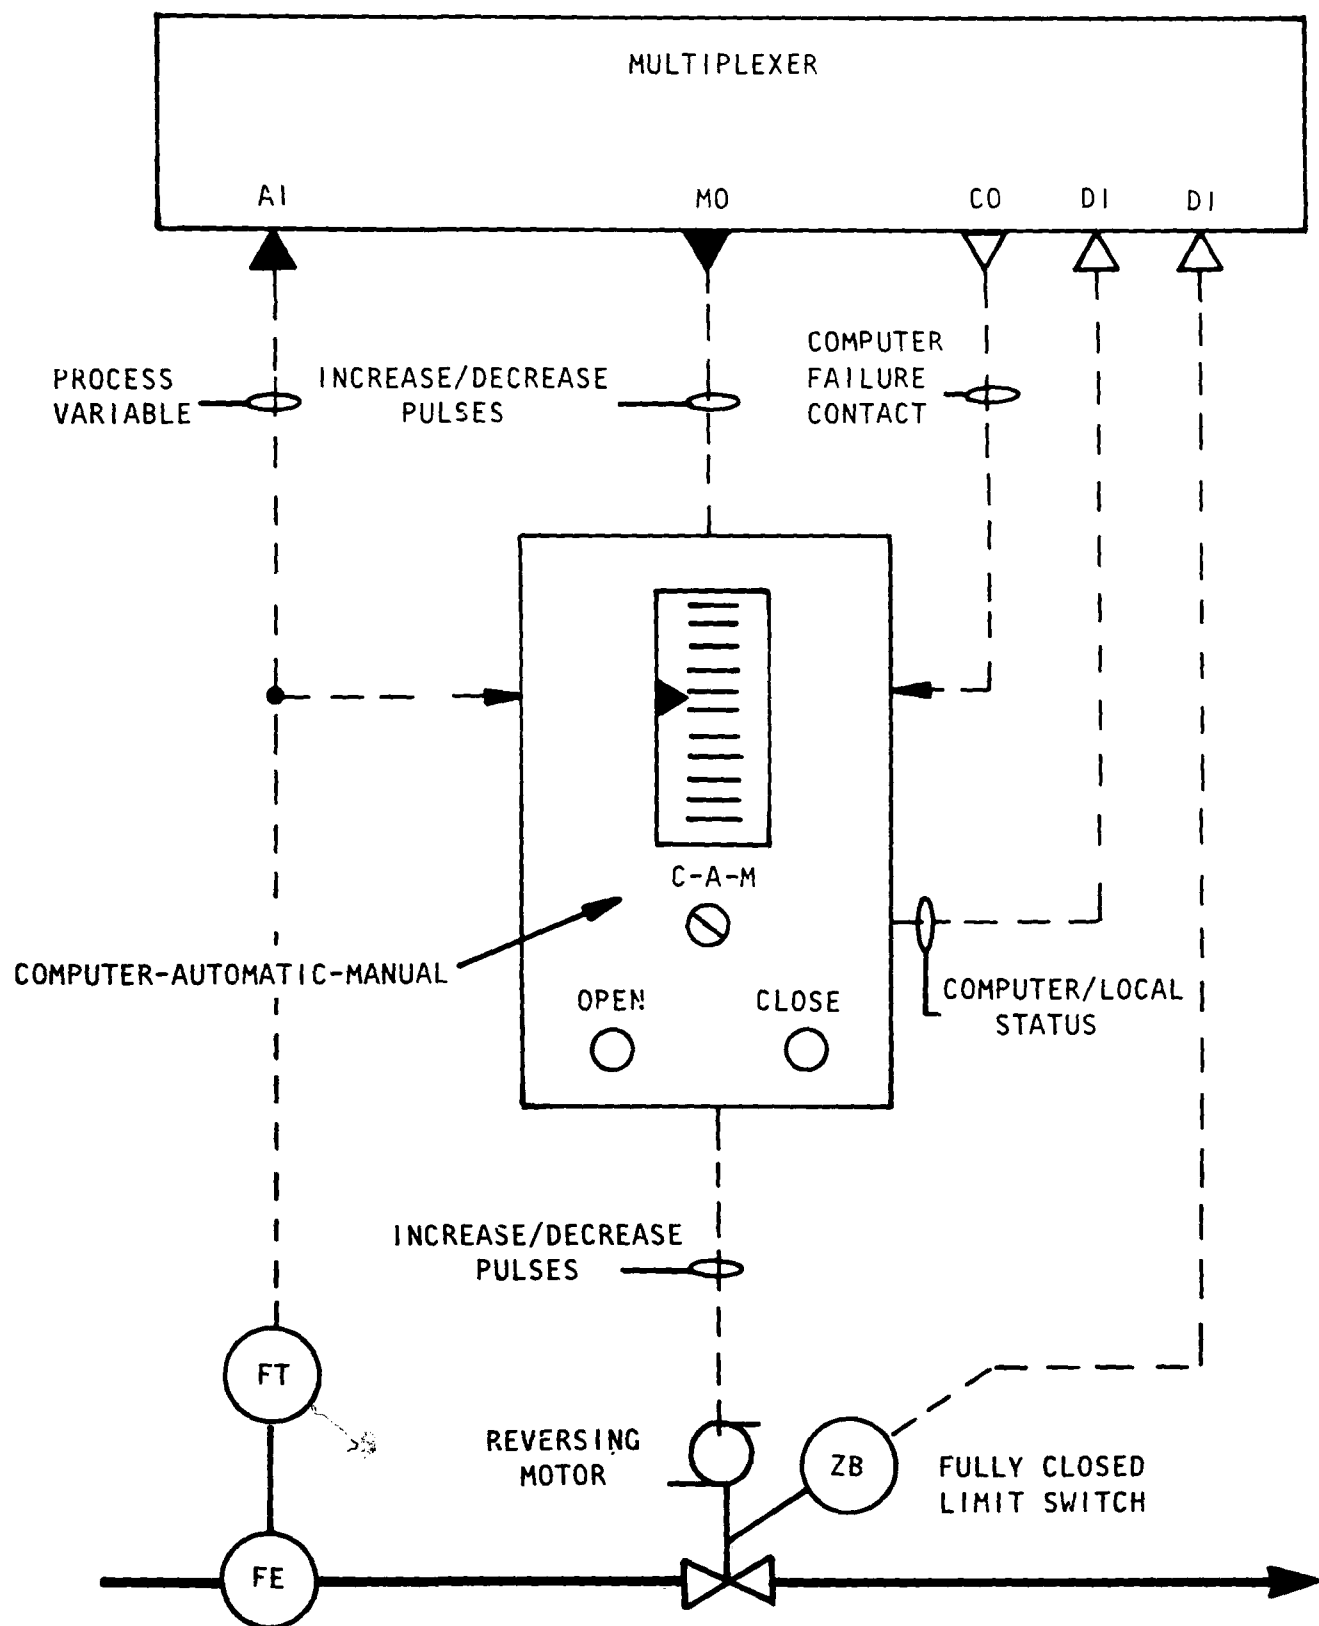 MULTIPLEXER
AI
MO
CO
DI
DI
PROCESS
VARIABLE
INCREASE/DECREASE
PULSES
COMPUTER
FAILURE
CONTACT
C-A-M
COMPUTER-AUTOMATIC-MANUAL
OPEN
CLOSE
COMPUTER/LOCAL
STATUS
INCREASE/DECREASE
PULSES
FT
REVERSING
MOTOR
ZB
FULLY CLOSED
LIMIT SWITCH
FE